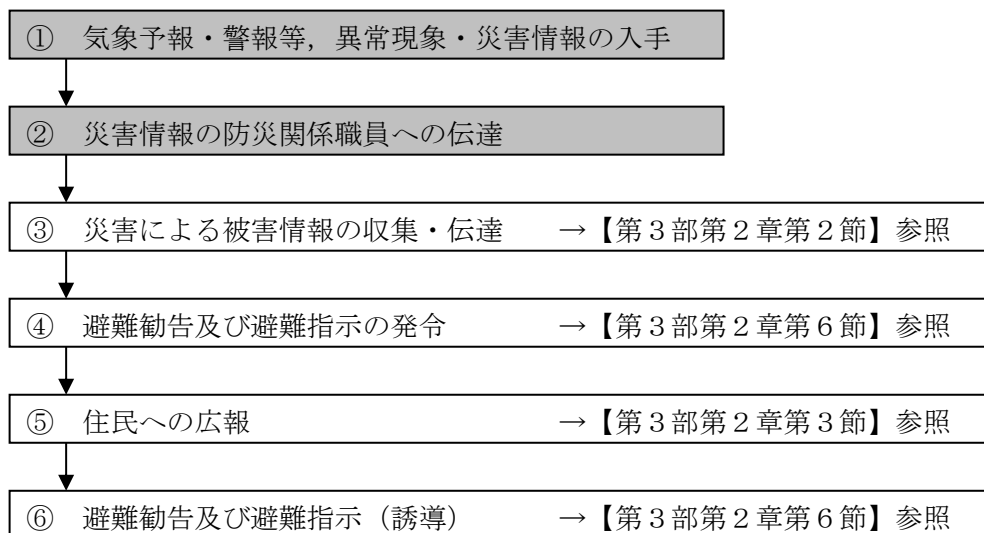 ① 気象予報・警報等，異常現象・災害情報の入手
② 災害情報の防災関係職員への伝達
③ 災害による被害情報の収集・伝達 →【第３部第２章第２節】参照
④ 避難勧告及び避難指示の発令 →【第３部第２章第６節】参照
⑤ 住民への広報 →【第３部第２章第３節】参照
⑥ 避難勧告及び避難指示（誘導） →【第３部第２章第６節】参照